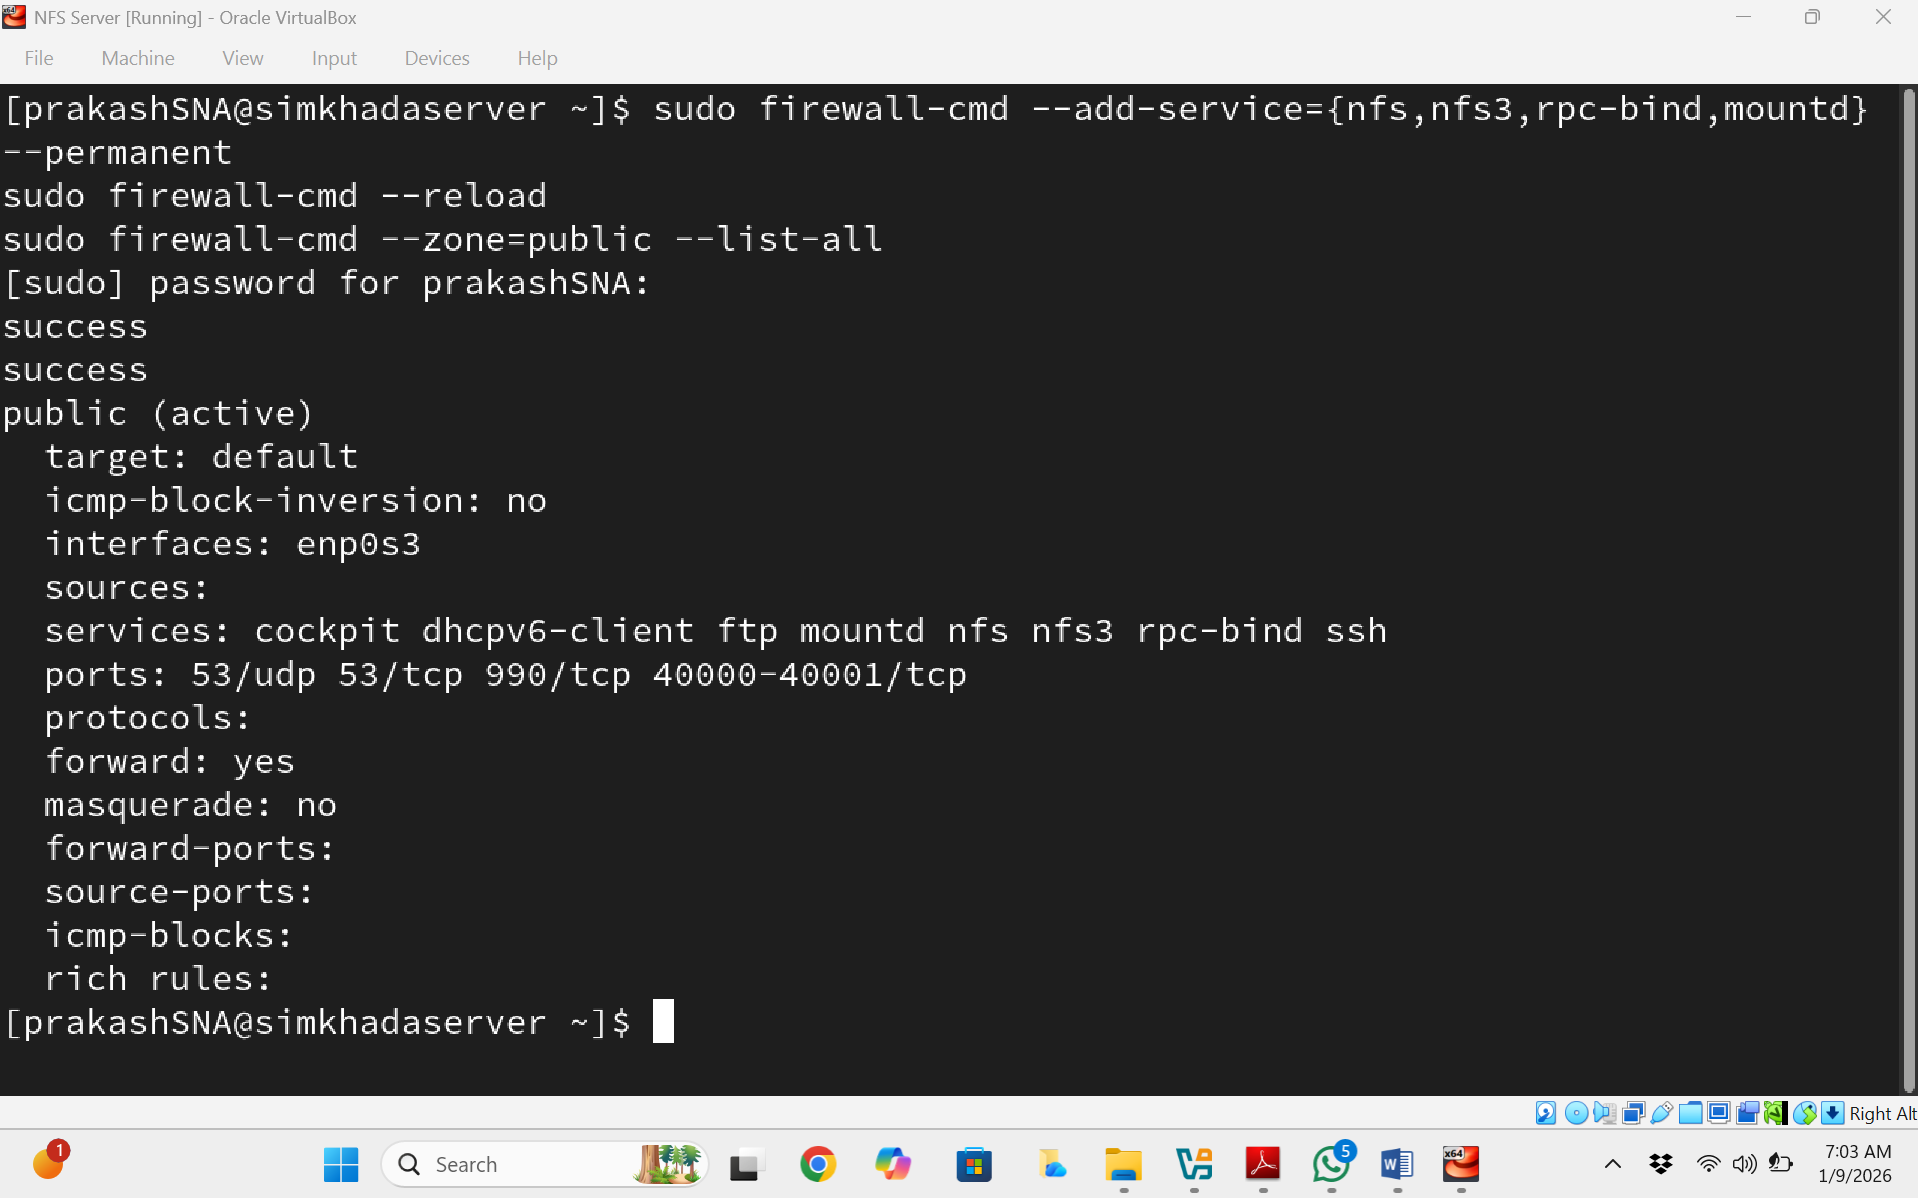 NFS Server [Running] - Oracle VirtualBox
File Machine View Input Devices Help
[prakashSNA@simkhadaserver ~]$ sudo firewall-cmd --add-service={nfs,nfs3,rpc-bind,mountd}
--permanent
sudo firewall-cmd --reload
sudo firewall-cmd --zone=public --list-all
[sudo] password for prakashSNA:
success
success
public (active)
  target: default
  icmp-block-inversion: no
  interfaces: enp0s3
  sources:
  services: cockpit dhcpv6-client ftp mountd nfs nfs3 rpc-bind ssh
  ports: 53/udp 53/tcp 990/tcp 40000-40001/tcp
  protocols:
  forward: yes
  masquerade: no
  forward-ports:
  source-ports:
  icmp-blocks:
  rich rules:
[prakashSNA@simkhadaserver ~]$
Right Alt
1
Search
5
W
x64
7:03 AM
1/9/2026